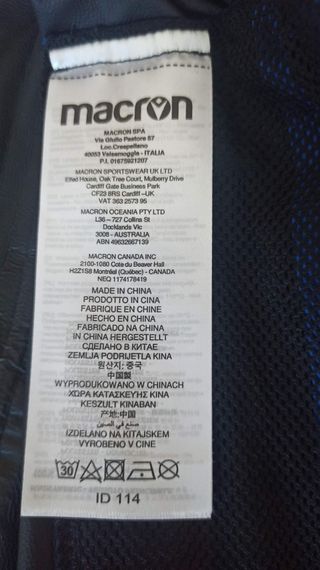 macron
MACRON SPA
Via Giulio Pastore 57
Loc.Crespellano
40053 Valsamoggia - ITALIA
P.I. 01675921207
MACRON SPORTSWEAR UK LTD
Elfed House, Oak Tree Court, Mulberry Drive
Cardiff Gate Business Park
CF23 8RS Cardiff –UK
VAT 363 2573 95
MACRON OCEANIA PTY LTD
L36 – 727 Collins St
Docklands Vic
3008 - AUSTRALIA
ABN 49632667139
MACRON CANADA INC
2100-1080 Cote du Beaver Hall
H2Z1S8 Montréal (Québec) - CANADA
NEQ 1174178419
MADE IN CHINA
PRODOTTO IN CINA
FABRIQUE EN CHINE
HECHO EN CHINA
FABRICADO NA CHINA
IN CHINA HERGESTELLT
СДЕЛАНО В КИТАЕ
ZEMLJA PODRIJETLA KINA
원산지: 중국
中国製
WYPRODUKOWANO W CHINACH
ΧΩΡΑ ΚΑΤΑΣΚΕΥΗΣ ΚΙΝΑ
KESZULT KINABAN
产地:中国
صنع في الصين
IZDELANO NA KITAJSKEM
VYROBENO V CINE
30
ID 114